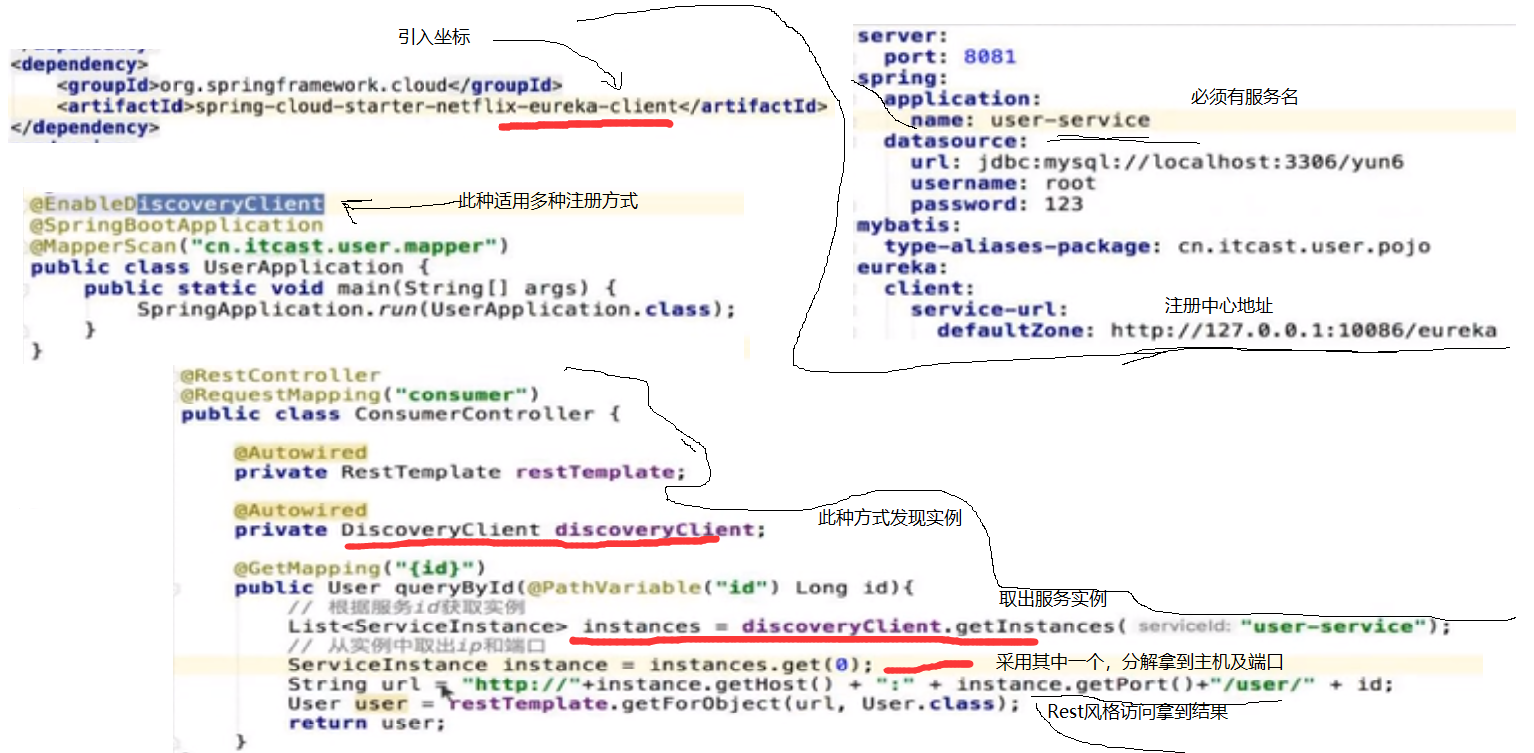 引入坐标
<dependency>
<groupId>org.springframework.cloud</groupId>
<artifactId>spring-cloud-starter-netflix-eureka-client</artifactId>
</dependency>
server:
port: 8081
spring:
application:
必须有服务名
name: user-service
datasource:
url: jdbc:mysql://localhost:3306/yun6
username: root
password: 123
mybatis:
type-aliases-package: cn.itcast.user.pojo
eureka:
client:
service-url:
注册中心地址
defaultZone: http://127.0.0.1:10086/eureka
@EnableDiscoveryClient
此种适用多种注册方式
@SpringBootApplication
@MapperScan("cn.itcast.user.mapper")
public class UserApplication {
public static void main(String[] args) {
SpringApplication.run(UserApplication.class);
}
}
@RestController
@RequestMapping("consumer")
public class ConsumerController {
@Autowired
private RestTemplate restTemplate;
@Autowired
private DiscoveryClient discoveryClient;
此种方式发现实例
@GetMapping("{id}")
public User queryById(@PathVariable("id") Long id){
// 根据服务id获取实例
取出服务实例
List<ServiceInstance> instances = discoveryClient.getInstances( serviceId: "user-service");
// 从实例中取出ip和端口
ServiceInstance instance = instances.get(0);
采用其中一个，分解拿到主机及端口
String url = "http://"+instance.getHost() + ":" + instance.getPort()+"/user/" + id;
User user = restTemplate.getForObject(url, User.class);
Rest风格访问拿到结果
return user;
}